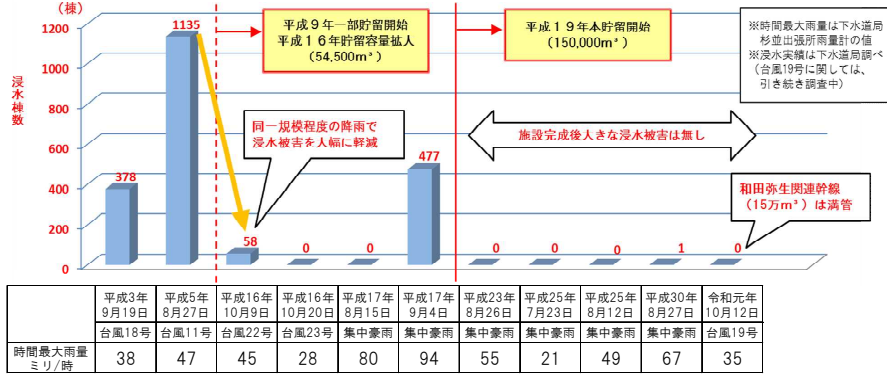 (棟)
1200
1000
800
600
400
200
0
浸水棟数
378
1135
58
0
0
477
0
0
0
1
0
平成9年一部貯留開始
平成16年貯留容量拡大
(54,500m³)
平成19年本貯留開始
(150,000m³)
※時間最大雨量は下水道局
杉並出張所雨量計の値
※浸水実績は下水道局調べ
(台風19号に関しては、
引き続き調査中)
同一規模程度の降雨で
浸水被害を大幅に軽減
施設完成後大きな浸水被害は無し
和田弥生関連幹線
(15万m³)は満管
平成3年 平成5年 平成16年 平成16年 平成17年 平成17年 平成23年 平成25年 平成25年 平成30年 令和元年
9月19日 8月27日 10月9日 10月20日 8月15日 9月4日 8月26日 7月23日 8月12日 8月27日 10月12日
台風18号 台風11号 台風22号 台風23号 集中豪雨 集中豪雨 集中豪雨 集中豪雨 集中豪雨 集中豪雨 台風19号
時間最大雨量
ミリ/時
38 47 45 28 80 94 55 21 49 67 35